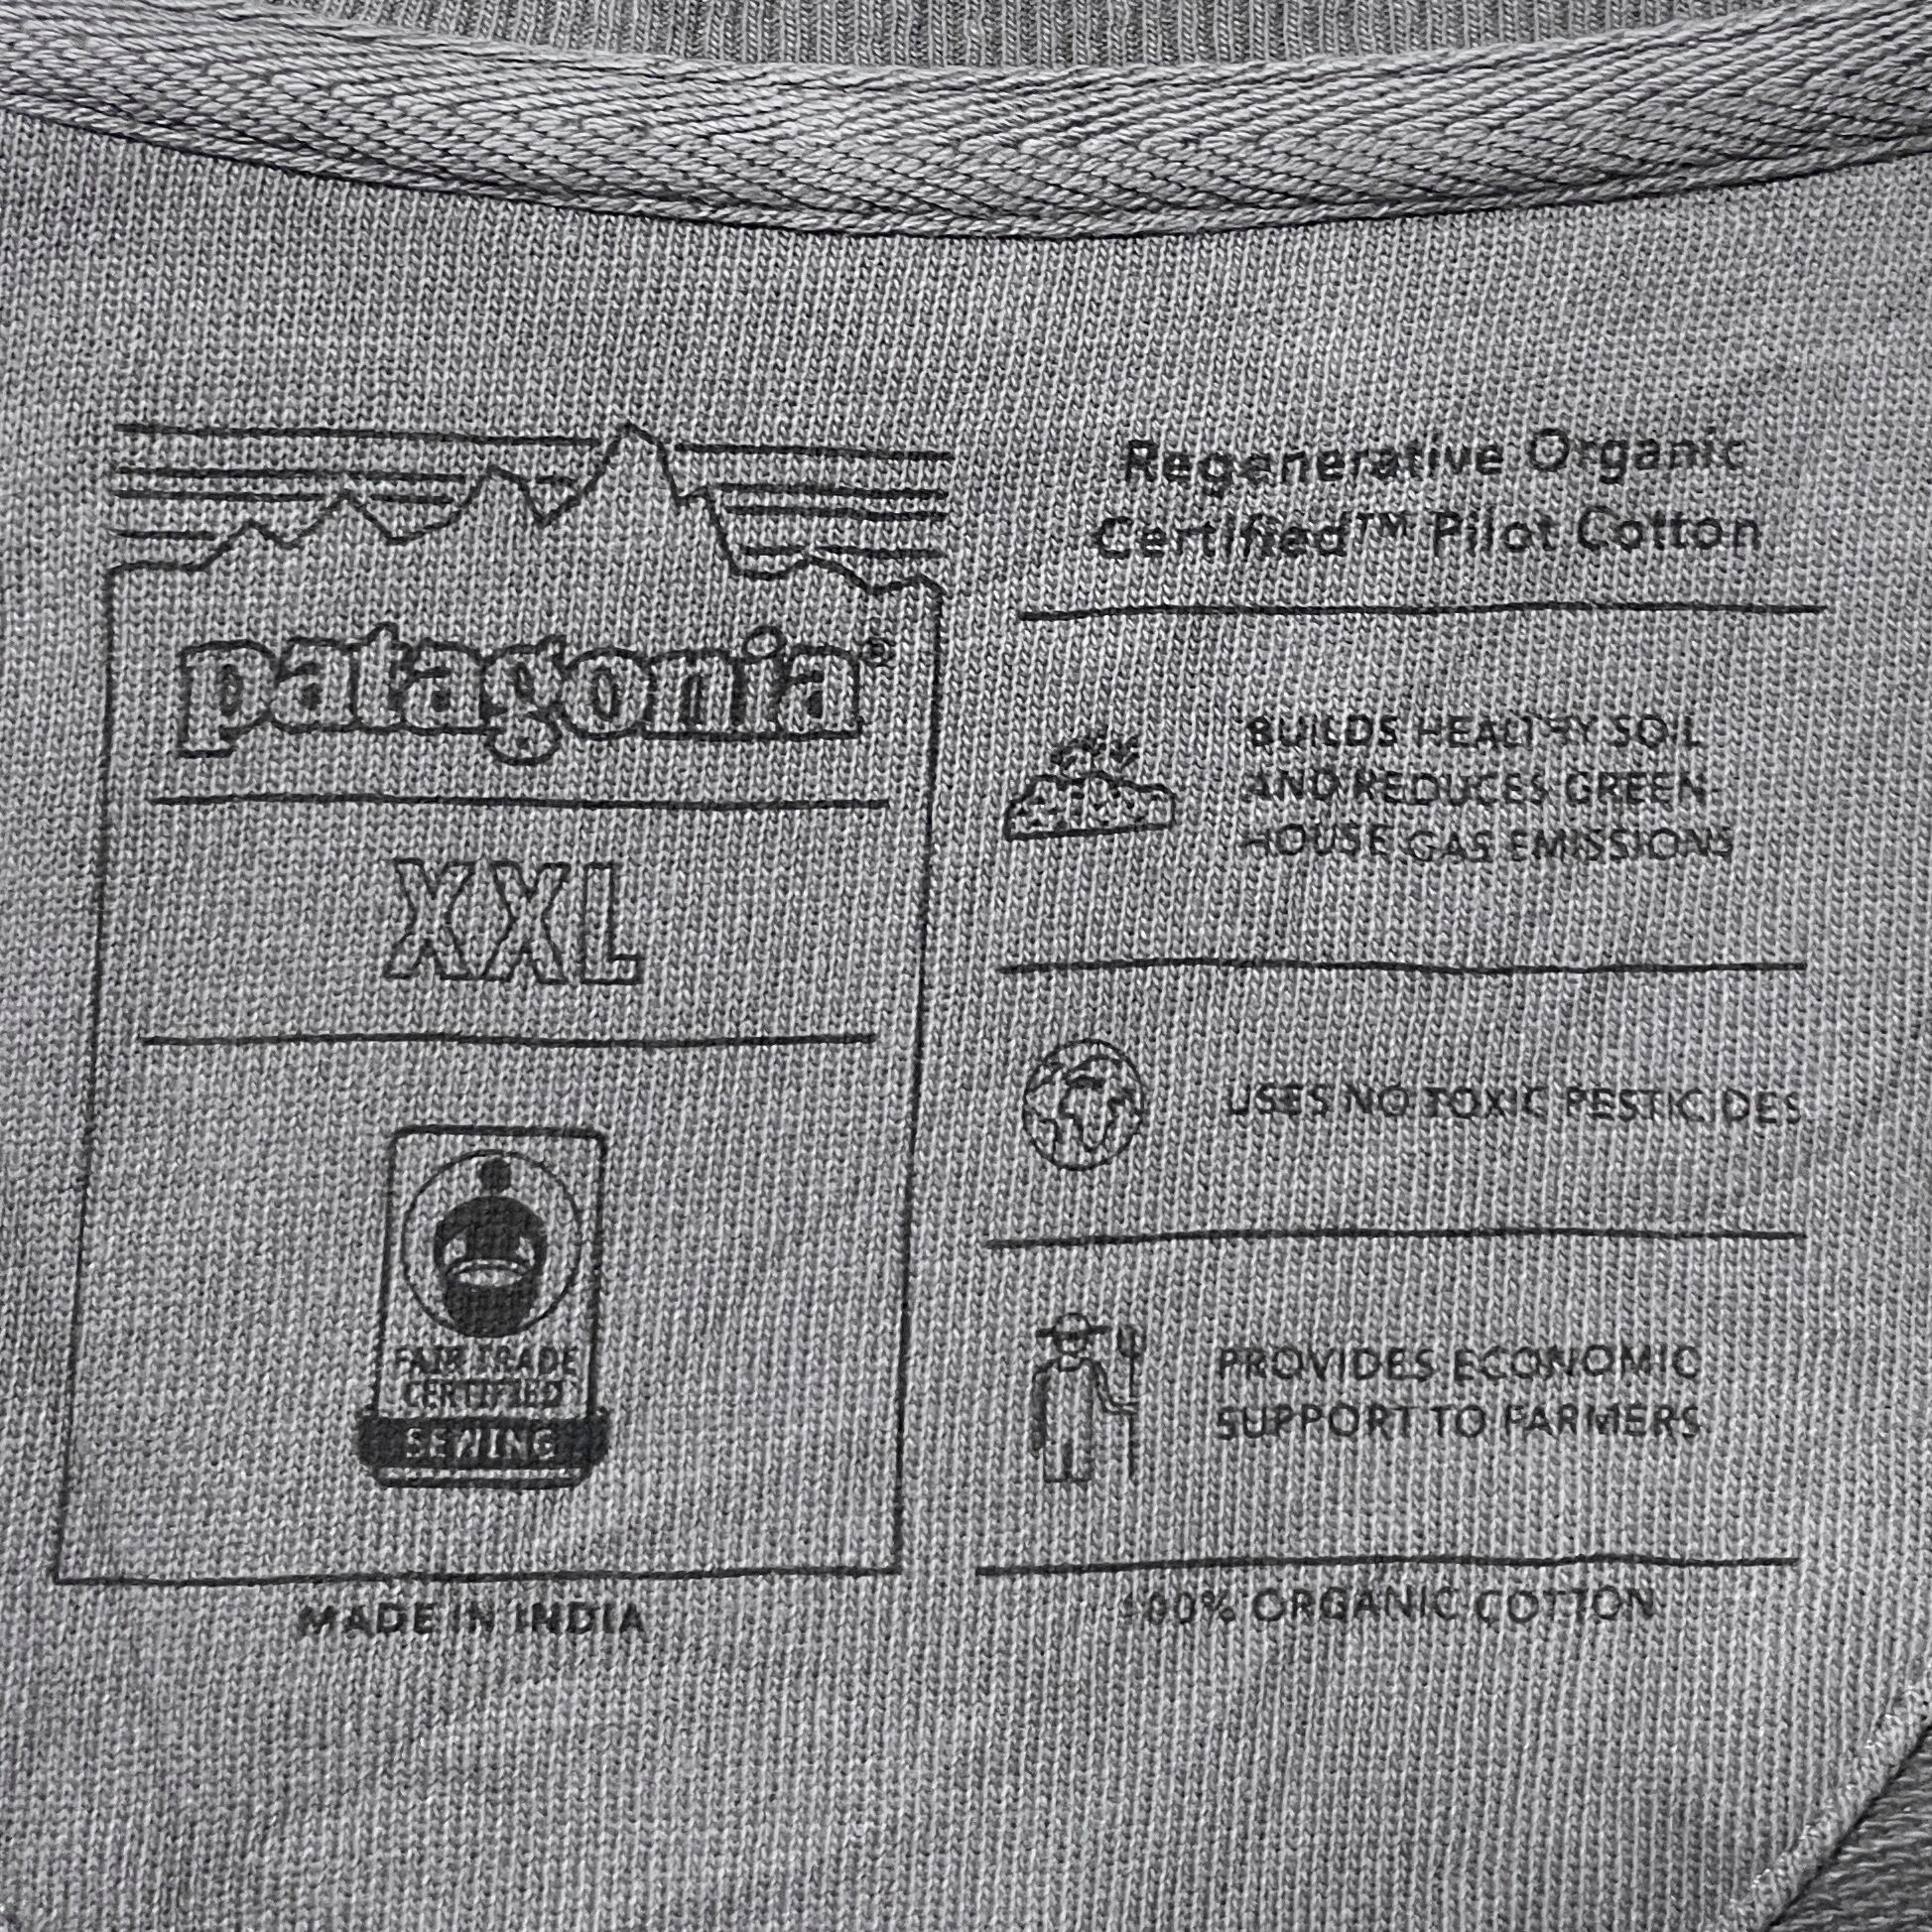 patagonia®
XXL
FAIR TRADE
CERTIFIED
SEWING
MADE IN INDIA
Regenerative Organic
Certified™ Pilot Cotton
BUILDS HEALTHY SOIL
AND REDUCES GREEN-
HOUSE GAS EMISSIONS
USES NO TOXIC PESTICIDES
PROVIDES ECONOMIC
SUPPORT TO FARMERS
100% ORGANIC COTTON